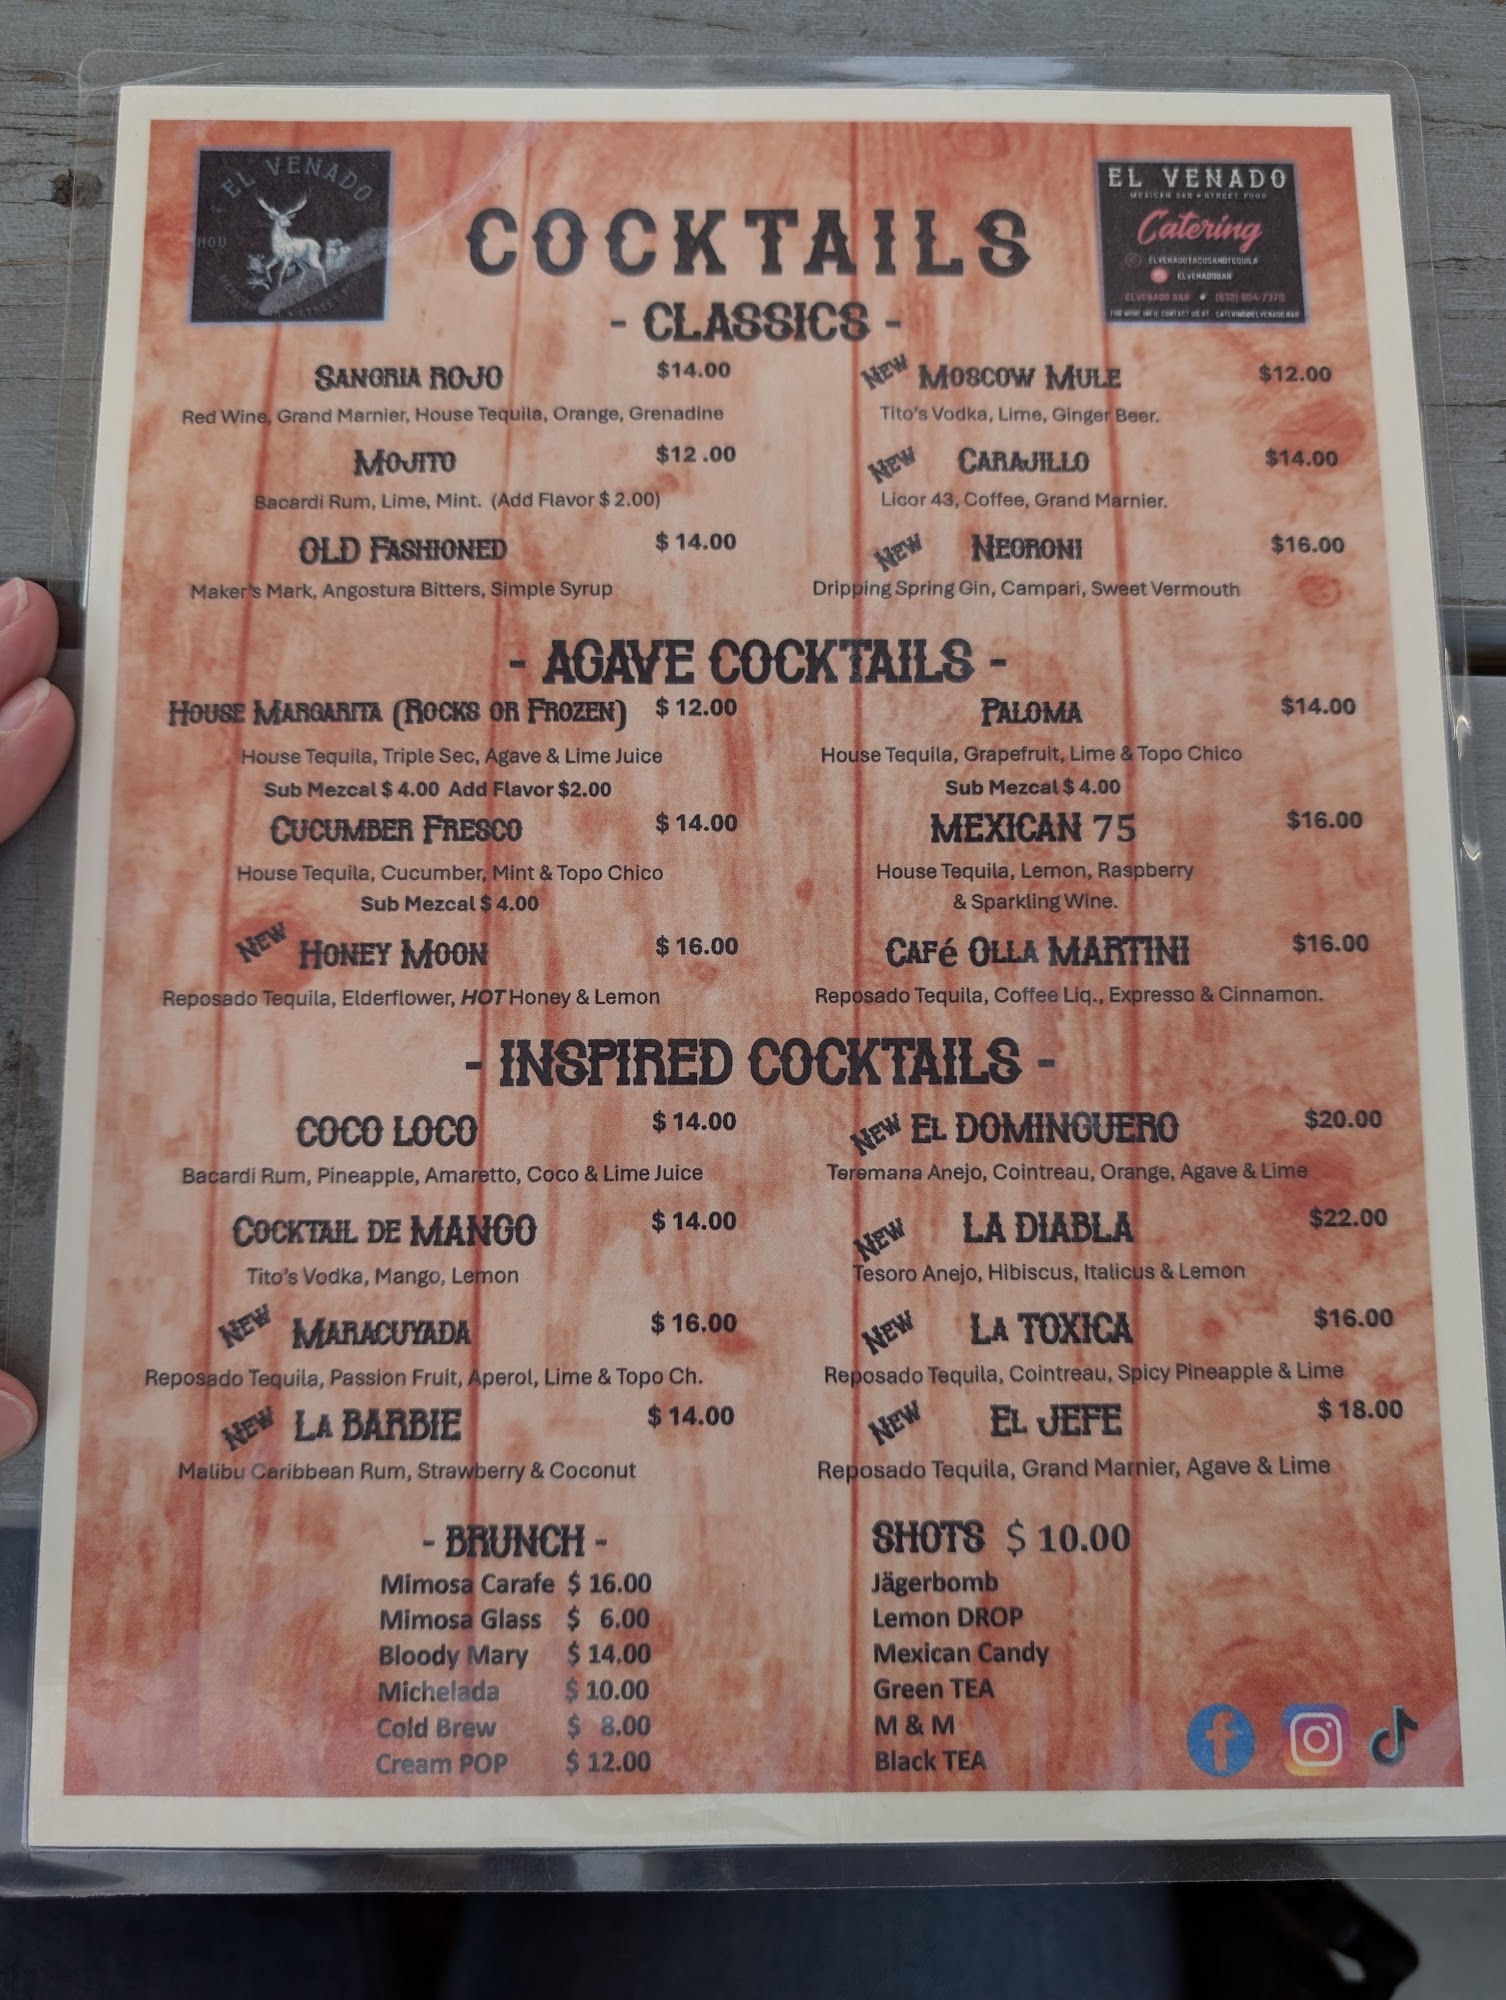 EL VENADO
HOU
EL VENADO
MEXICAN BAR • STREET FOOD
Catering
ELVENADOTACOSANDTEQUILA
ELVENADOBAR
ELVENADO BAR
FOR MORE INFO. CONTACT US AT CATERING@ELVENADO.BAR
COCKTAILS
- CLASSICS -
SANGRIA ROJO $14.00
Red Wine, Grand Marnier, House Tequila, Orange, Grenadine
MOJITO $12 .00
Bacardi Rum, Lime, Mint. (Add Flavor $ 2.00)
OLD FASHIONED $ 14.00
Maker's Mark, Angostura Bitters, Simple Syrup
NEW MOSCOW MULE $12.00
Tito's Vodka, Lime, Ginger Beer.
NEW CARAJILLO $14.00
Licor 43, Coffee, Grand Marnier.
NEW NEGRONI $16.00
Dripping Spring Gin, Campari, Sweet Vermouth
- AGAVE COCKTAILS -
HOUSE MARGARITA (ROCKS OR FROZEN) $ 12.00
House Tequila, Triple Sec, Agave & Lime Juice
Sub Mezcal $ 4.00 Add Flavor $2.00
CUCUMBER FRESCO $ 14.00
House Tequila, Cucumber, Mint & Topo Chico
Sub Mezcal $ 4.00
NEW HONEY MOON $ 16.00
Reposado Tequila, Elderflower, HOT Honey & Lemon
PALOMA $14.00
House Tequila, Grapefruit, Lime & Topo Chico
Sub Mezcal $ 4.00
MEXICAN 75 $16.00
House Tequila, Lemon, Raspberry
& Sparkling Wine.
CAFé OLLA MARTINI $16.00
Reposado Tequila, Coffee Liq., Expresso & Cinnamon.
- INSPIRED COCKTAILS -
COCO LOCO $ 14.00
Bacardi Rum, Pineapple, Amaretto, Coco & Lime Juice
COCKTAIL DE MANGO $ 14.00
Tito's Vodka, Mango, Lemon
NEW MARACUYADA $ 16.00
Reposado Tequila, Passion Fruit, Aperol, Lime & Topo Ch.
NEW LA BARBIE $ 14.00
Malibu Caribbean Rum, Strawberry & Coconut
NEW EL DOMINGUERO $20.00
Teremana Anejo, Cointreau, Orange, Agave & Lime
NEW LA DIABLA $22.00
Tesoro Anejo, Hibiscus, Italicus & Lemon
NEW LA TOXICA $16.00
Reposado Tequila, Cointreau, Spicy Pineapple & Lime
NEW EL JEFE $ 18.00
Reposado Tequila, Grand Marnier, Agave & Lime
- BRUNCH -
Mimosa Carafe $ 16.00
Mimosa Glass $ 6.00
Bloody Mary $ 14.00
Michelada $ 10.00
Cold Brew $ 8.00
Cream POP $ 12.00
SHOTS $ 10.00
Jägerbomb
Lemon DROP
Mexican Candy
Green TEA
M & M
Black TEA